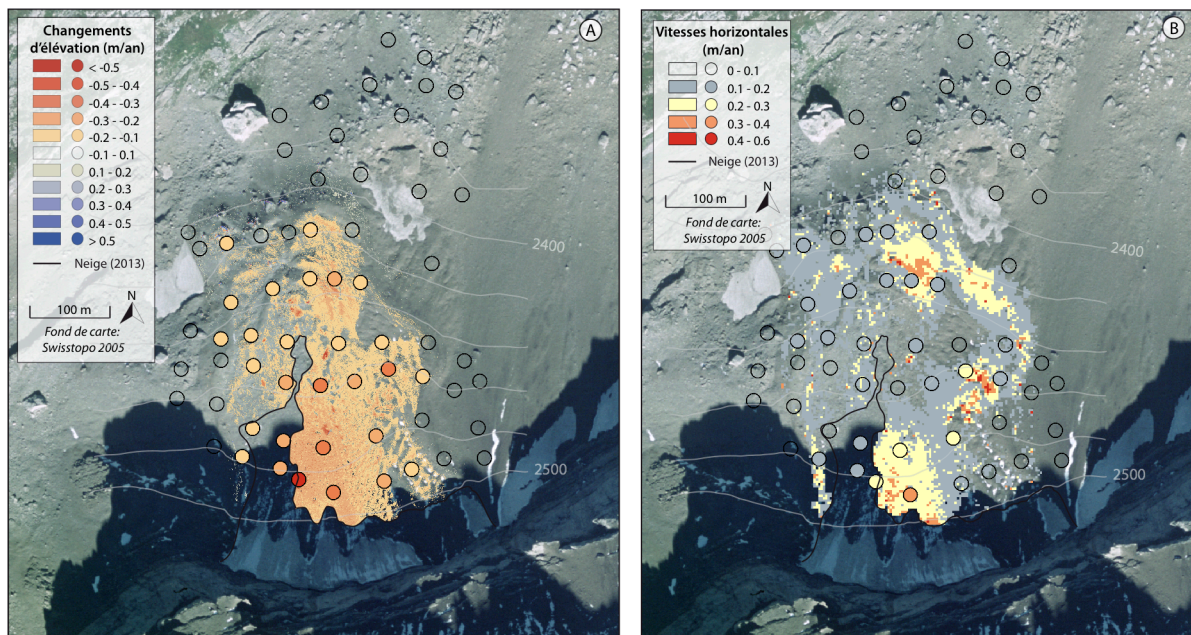 Changements
d'élévation (m/an)
< -0.5
-0.5 - -0.4
-0.4 - -0.3
-0.3 - -0.2
-0.2 - -0.1
-0.1 - 0.1
0.1 - 0.2
0.2 - 0.3
0.3 - 0.4
0.4 - 0.5
> 0.5
Neige (2013)
100 m
N
Fond de carte:
Swisstopo 2005
A
2400
2500
Vitesses horizontales
(m/an)
0 - 0.1
0.1 - 0.2
0.2 - 0.3
0.3 - 0.4
0.4 - 0.6
Neige (2013)
100 m
N
Fond de carte:
Swisstopo 2005
B
2400
2500